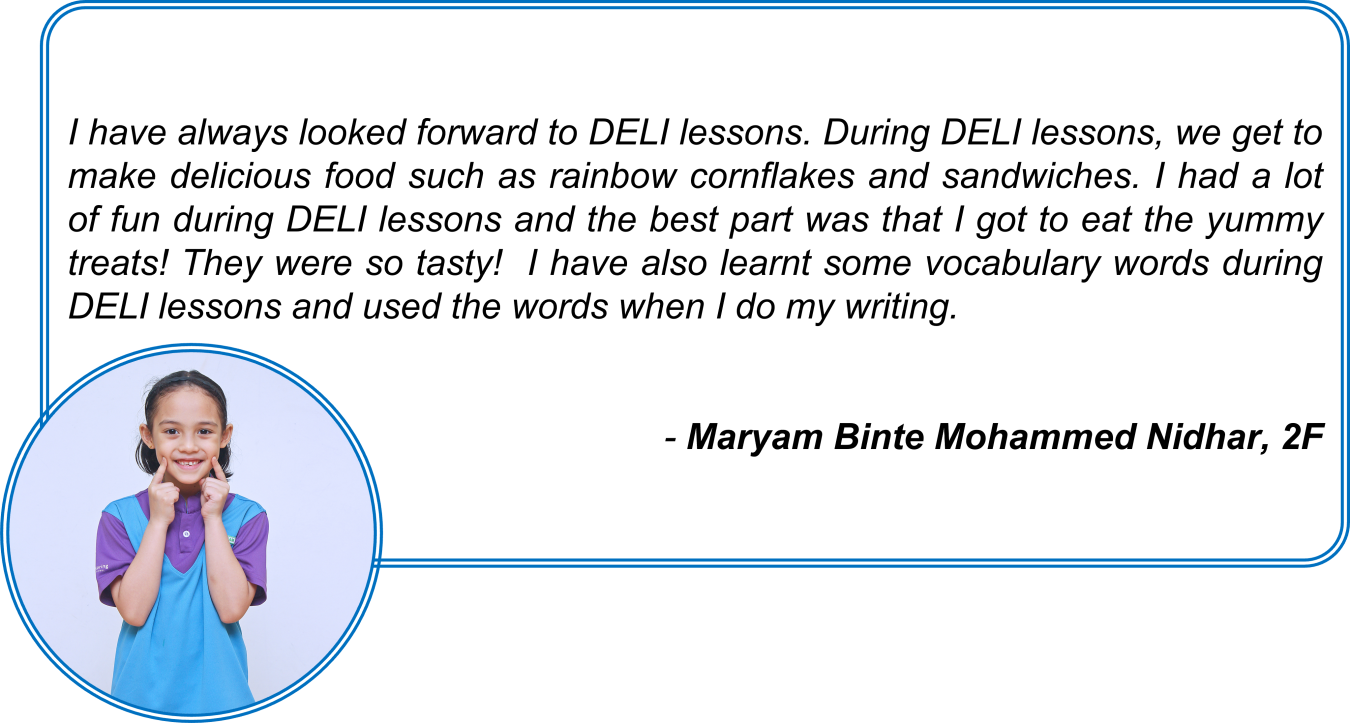 I have always looked forward to DELI lessons. During DELI lessons, we get to
make delicious food such as rainbow cornflakes and sandwiches. I had a lot
of fun during DELI lessons and the best part was that I got to eat the yummy
treats! They were so tasty!  I have also learnt some vocabulary words during
DELI lessons and used the words when I do my writing.
- Maryam Binte Mohammed Nidhar, 2F